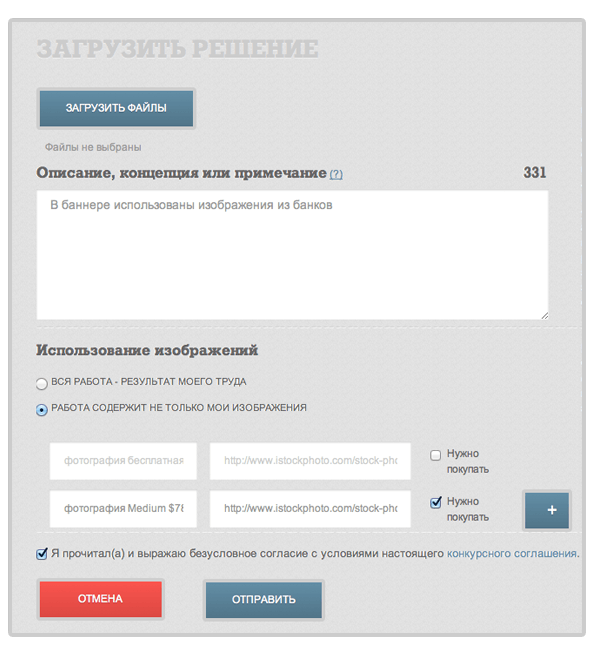 ЗАГРУЗИТЬ РЕШЕНИЕ
ЗАГРУЗИТЬ ФАЙЛЫ
Файлы не выбраны
Описание, концепция или примечание (?) 331
В баннере использованы изображения из банков
Использование изображений
ВСЯ РАБОТА - РЕЗУЛЬТАТ МОЕГО ТРУДА
РАБОТА СОДЕРЖИТ НЕ ТОЛЬКО МОИ ИЗОБРАЖЕНИЯ
фотография бесплатная http://www.istockphoto.com/stock-pho Нужно
покупать
фотография Medium $78 http://www.istockphoto.com/stock-pho Нужно
покупать +
Я прочитал(а) и выражаю безусловное согласие с условиями настоящего конкурсного соглашения.
ОТМЕНА ОТПРАВИТЬ